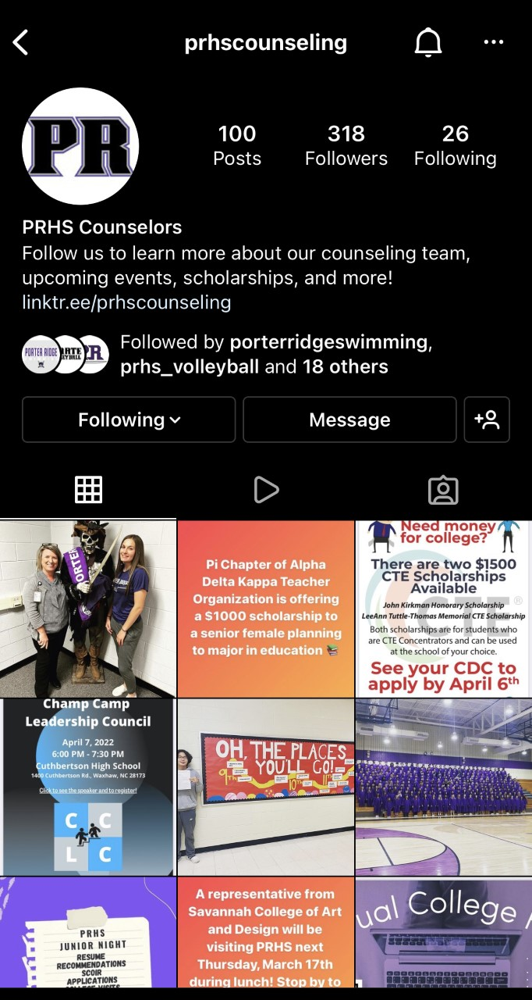 prhscounseling
PR
100
Posts
318
Followers
26
Following
PRHS Counselors
Follow us to learn more about our counseling team,
upcoming events, scholarships, and more!
linktr.ee/prhscounseling
PORTER RIDGE
Followed by porterridgeswimming,
prhs_volleyball and 18 others
Following
Message
PORTER
Pi Chapter of Alpha
Delta Kappa Teacher
Organization is offering
a $1000 scholarship to
a senior female planning
to major in education
Need money
for college?
There are two $1500
CTE Scholarships
Available
CTE®
John Kirkman Honorary Scholarship
LeeAnn Tuttle-Thomas Memorial CTE Scholarship
Both scholarships are for students who
are CTE Concentrators and can be used
at the school of your choice.
See your CDC to
apply by April 6th
Champ Camp
Leadership Council
April 7, 2022
6:00 PM - 7:30 PM
Cuthbertson High School
1400 Cuthbertson Rd., Waxhaw, NC 28173
Click to see the speaker and to register!
C C
L C
OH, THE PLACES
YOU'LL GO!
PRHS
JUNIOR NIGHT
RESUME
RECOMMENDATIONS
SCOIR
APPLICATIONS
A representative from
Savannah College of Art
and Design will be
visiting PRHS next
Thursday, March 17th
during lunch! Stop by to
ual College